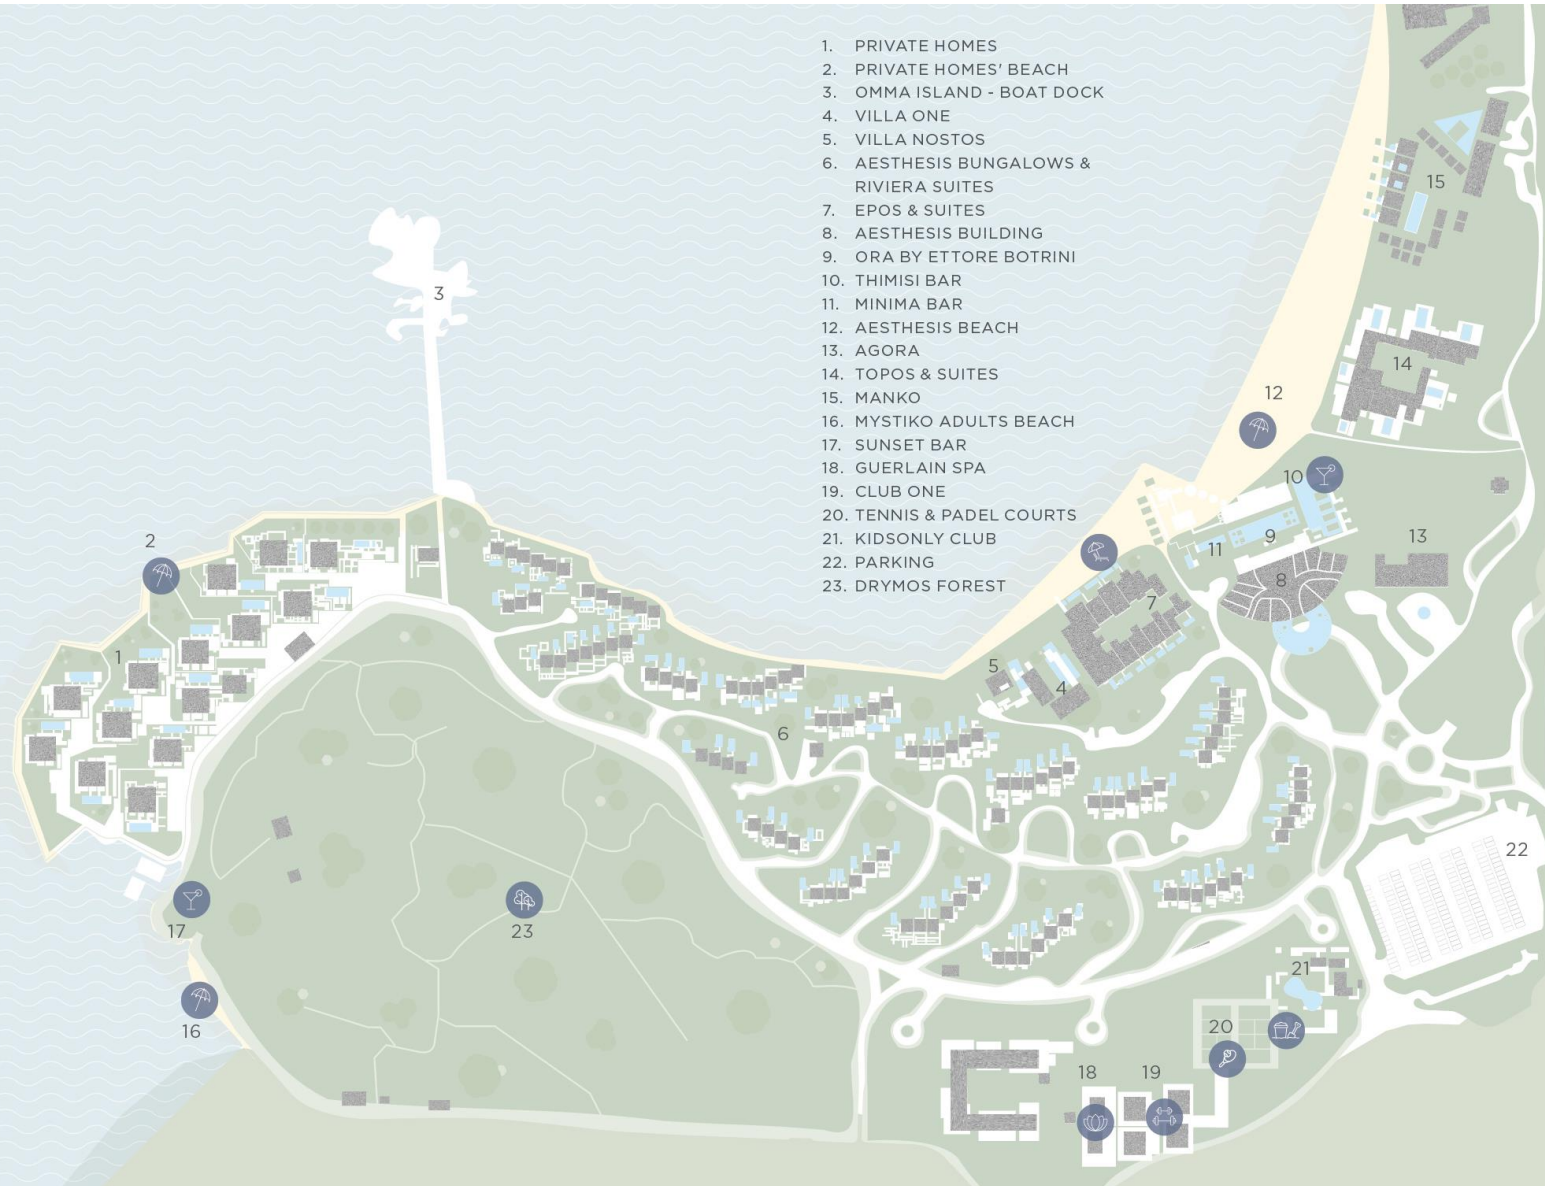 1. PRIVATE HOMES
2. PRIVATE HOMES' BEACH
3. OMMA ISLAND - BOAT DOCK
4. VILLA ONE
5. VILLA NOSTOS
6. AESTHESIS BUNGALOWS &
RIVIERA SUITES
7. EPOS & SUITES
8. AESTHESIS BUILDING
9. ORA BY ETTORE BOTRINI
10. THIMISI BAR
11. MINIMA BAR
12. AESTHESIS BEACH
13. AGORA
14. TOPOS & SUITES
15. MANKO
16. MYSTIKO ADULTS BEACH
17. SUNSET BAR
18. GUERLAIN SPA
19. CLUB ONE
20. TENNIS & PADEL COURTS
21. KIDSONLY CLUB
22. PARKING
23. DRYMOS FOREST
15
3
14
12
10
13
2
11
9
8
7
1
5
4
6
22
17
23
21
16
20
18
19